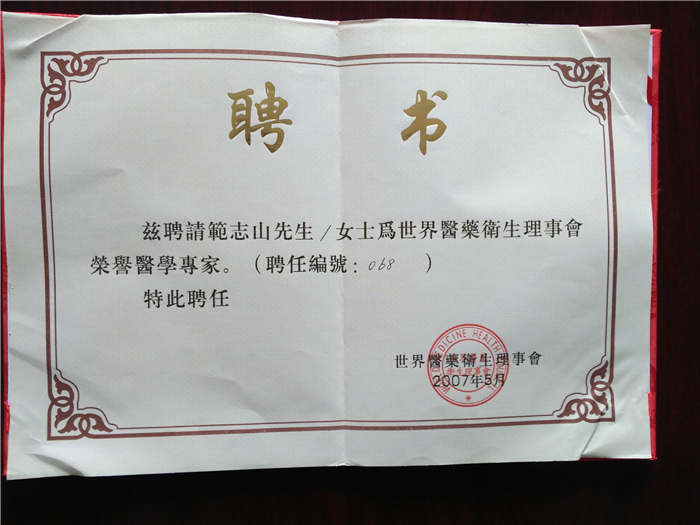 聘 书
兹聘請範志山先生/女士爲世界醫藥衛生理事會
榮譽醫學專家。(聘任編號:068 )
特此聘任
世界醫藥衛生理事會
2007年5月